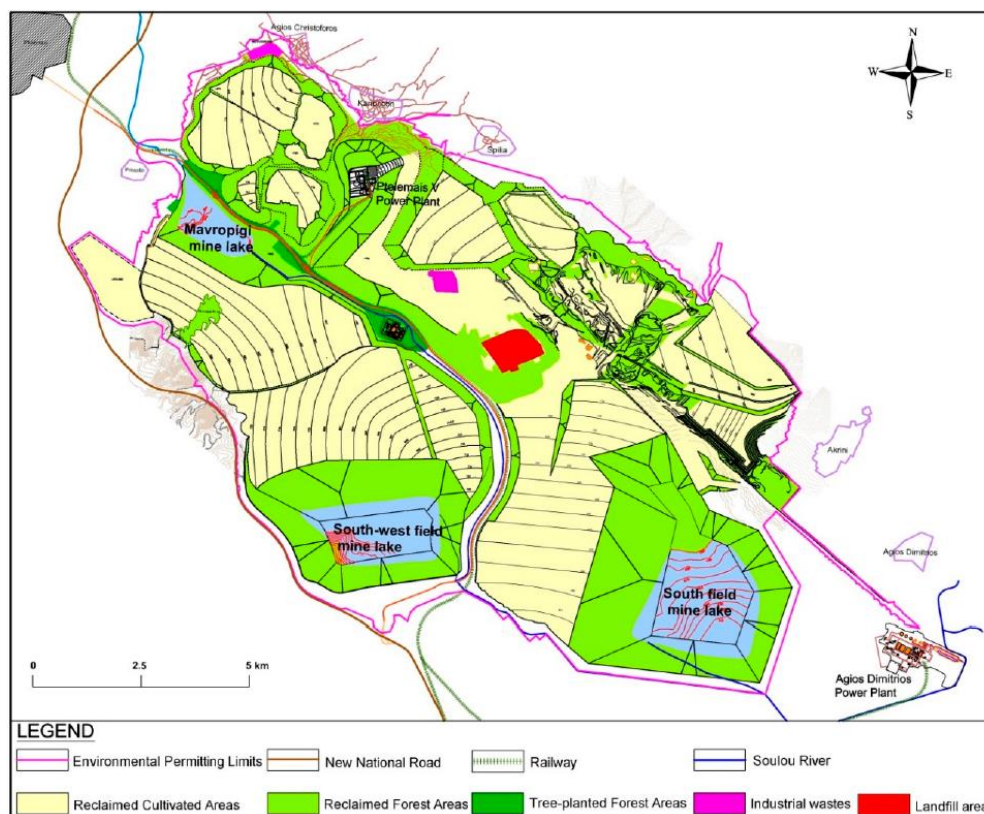 Agios Christoforos
N
W
E
S
Spilia
Ptolemais V
Power Plant
Mavropigi
mine lake
Akrini
South-west field
mine lake
Agios Dimitrios
South field
mine lake
0 2.5 5 km
Agios Dimitrios
Power Plant
LEGEND
Environmental Permitting Limits
New National Road
Railway
Soulou River
Reclaimed Cultivated Areas
Reclaimed Forest Areas
Tree-planted Forest Areas
Industrial wastes
Landfill area